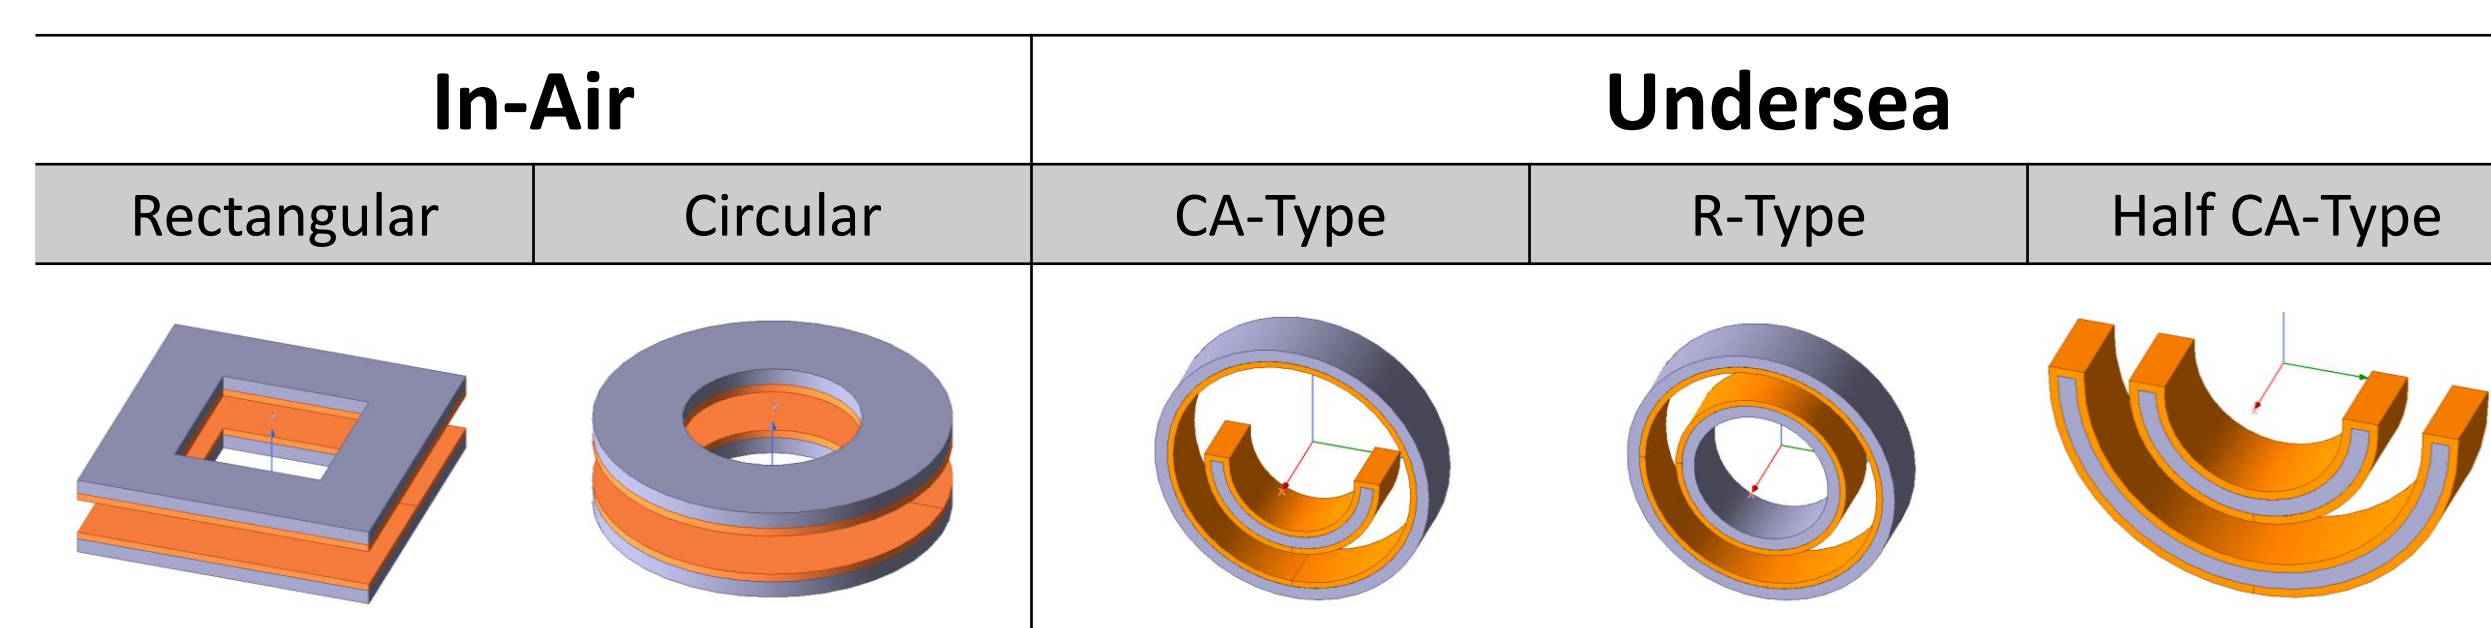 In-Air
Undersea
Rectangular
Circular
CA-Type
R-Type
Half CA-Type